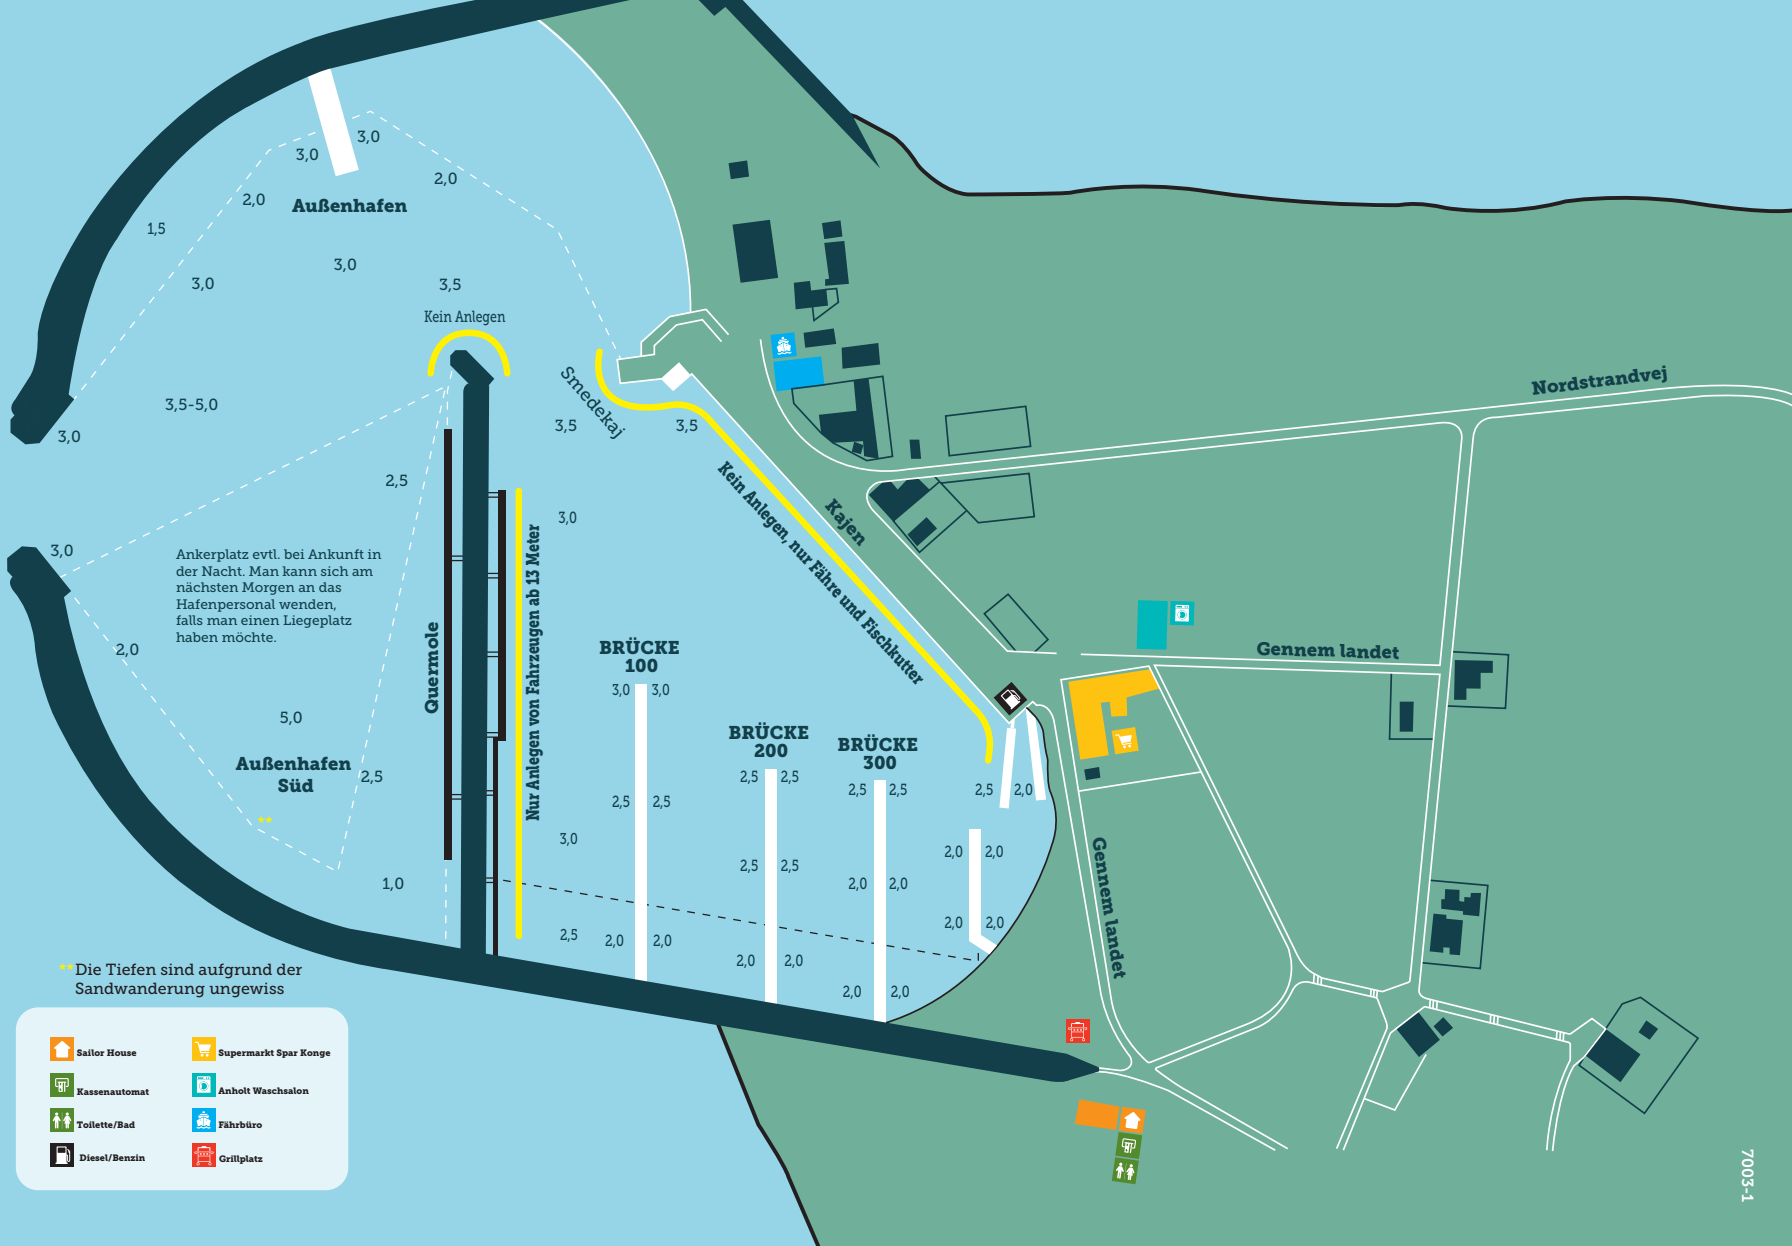 3,0
3,0
2,0
2,0
Außenhafen
1,5
3,0
3,0
3,5
Kein Anlegen
3,5-5,0
3,0
Smedekaj
3,5
3,5
Nordstrandvej
2,5
3,0
Kein Anlegen, nur Fähre und Fischkutter
Kajen
3,0
Ankerplatz evtl. bei Ankunft in
der Nacht. Man kann sich am
nächsten Morgen an das
Hafenpersonal wenden,
falls man einen Liegeplatz
haben möchte.
2,0
Quermole
Nur Anlegen von Fahrzeugen ab 13 Meter
BRÜCKE
100
3,0
3,0
Gennem landet
5,0
Außenhafen
Süd
2,5
**
BRÜCKE
200
2,5
2,5
BRÜCKE
300
2,5
2,5
2,5
2,0
2,5
2,5
3,0
2,5
2,5
2,0
2,0
2,0
2,0
1,0
2,5
2,0
2,0
2,0
2,0
2,0
2,0
2,0
2,0
Gennem landet
**Die Tiefen sind aufgrund der
Sandwanderung ungewiss
Sailor House
Kassenautomat
Toilette/Bad
Diesel/Benzin
Supermarkt Spar Konge
Anholt Waschsalon
Fährbüro
Grillplatz
7003-1